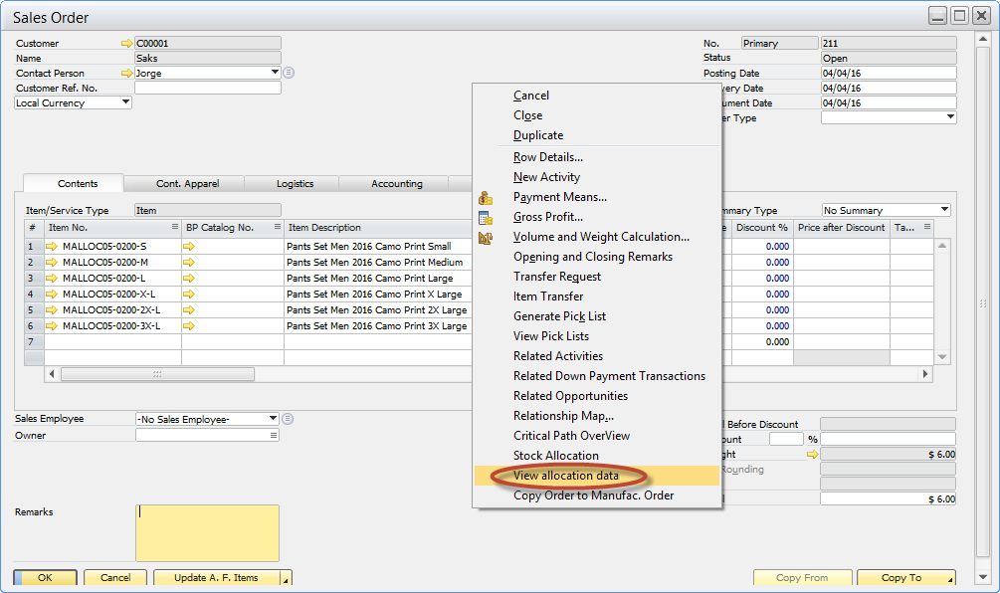 Sales Order
Customer C00001
Name Saks
Contact Person Jorge
Customer Ref. No.
Local Currency
No. Primary 211
Status Open
Posting Date 04/04/16
very Date 04/04/16
ument Date 04/04/16
er Type
Contents Cont. Apparel Logistics Accounting
Item/Service Type Item
mmary Type No Summary
# Item No. BP Catalog No. Item Description e Discount % Price after Discount Ta...
1 MALLOC05-0200-S Pants Set Men 2016 Camo Print Small 0.000
2 MALLOC05-0200-M Pants Set Men 2016 Camo Print Medium 0.000
3 MALLOC05-0200-L Pants Set Men 2016 Camo Print Large 0.000
4 MALLOC05-0200-X-L Pants Set Men 2016 Camo Print X Large 0.000
5 MALLOC05-0200-2X-L Pants Set Men 2016 Camo Print 2X Large 0.000
6 MALLOC05-0200-3X-L Pants Set Men 2016 Camo Print 3X Large 0.000
7 0.000
Cancel
Close
Duplicate
Row Details...
New Activity
Payment Means...
Gross Profit...
Volume and Weight Calculation...
Opening and Closing Remarks
Transfer Request
Item Transfer
Generate Pick List
View Pick Lists
Related Activities
Related Down Payment Transactions
Related Opportunities
Relationship Map...
Critical Path OverView
Stock Allocation
View allocation data
Copy Order to Manufac. Order
Sales Employee -No Sales Employee-
Owner
l Before Discount
ount %
ght $ 6.00
Rounding
l $ 6.00
Remarks
OK Cancel Update A. F. Items Copy From Copy To